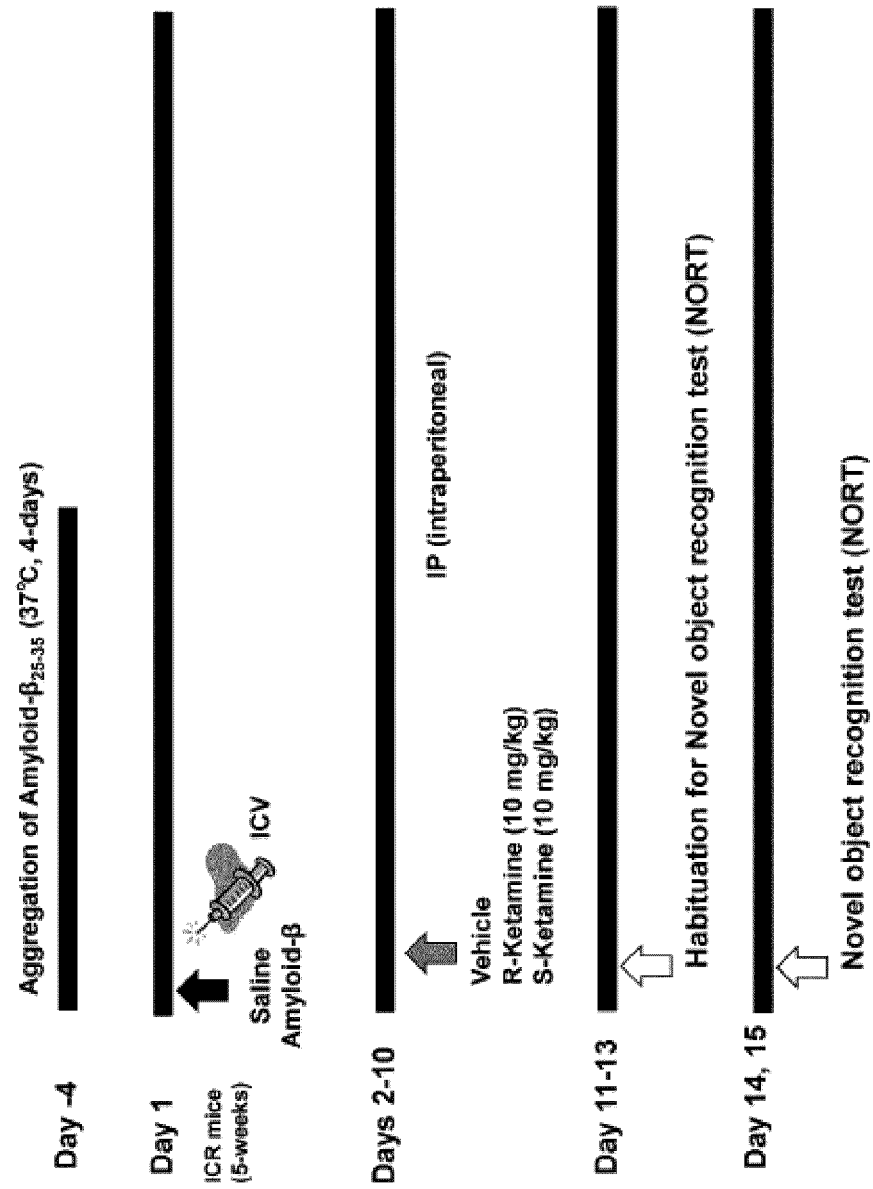 Day -4
Aggregation of Amyloid-β25-35 (37℃, 4-days)
Day 1
ICR mice
(5-weeks)
Saline
Amyloid-β
ICV
Days 2-10
Vehicle
R-Ketamine (10 mg/kg)
S-Ketamine (10 mg/kg)
IP (intraperitoneal)
Day 11-13
Habituation for Novel object recognition test (NORT)
Day 14, 15
Novel object recognition test (NORT)